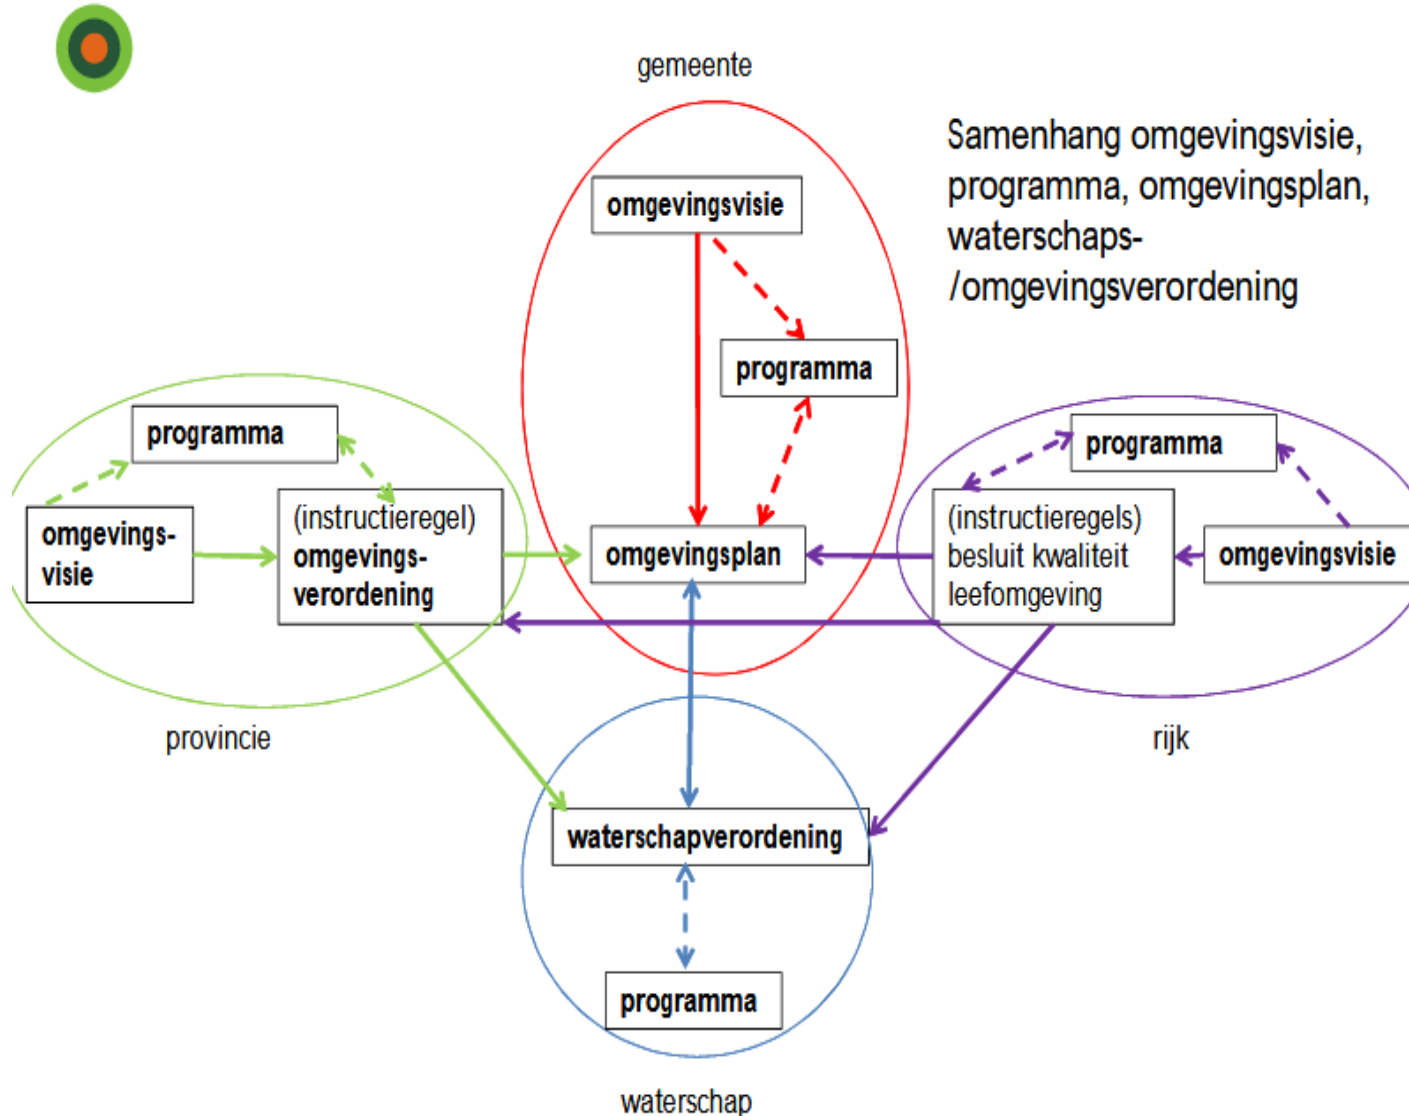 gemeente
Samenhang omgevingsvisie,
programma, omgevingsplan,
waterschaps-
/omgevingsverordening
omgevingsvisie
programma
programma
omgevings-
visie
(instructieregel)
omgevings-
verordening
omgevingsplan
programma
(instructieregels)
besluit kwaliteit
leefomgeving
omgevingsvisie
provincie
rijk
waterschapverordening
programma
waterschap